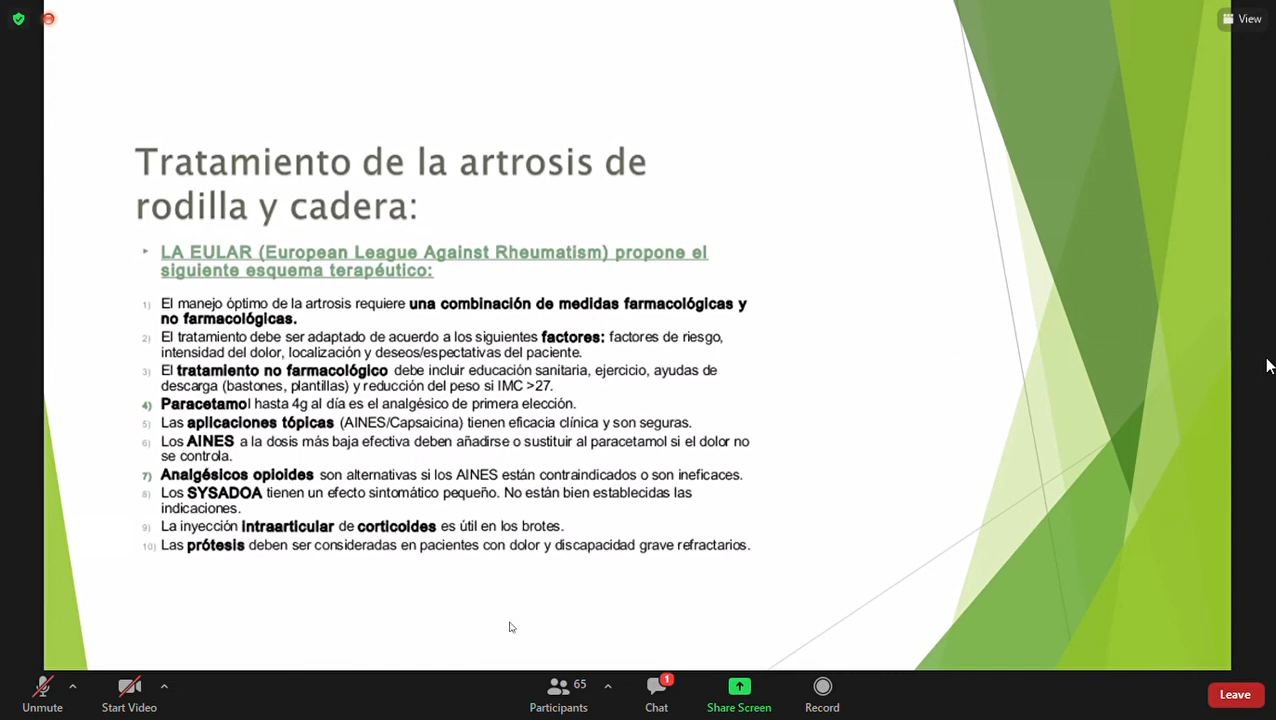 View
Tratamiento de la artrosis de
rodilla y cadera:
LA EULAR (European League Against Rheumatism) propone el
siguiente esquema terapéutico:
1) El manejo óptimo de la artrosis requiere una combinación de medidas farmacológicas y
no farmacológicas.
2) El tratamiento debe ser adaptado de acuerdo a los siguientes factores: factores de riesgo,
intensidad del dolor, localización y deseos/espectativas del paciente.
3) El tratamiento no farmacológico debe incluir educación sanitaria, ejercicio, ayudas de
descarga (bastones, plantillas) y reducción del peso si IMC >27.
4) Paracetamol hasta 4g al día es el analgésico de primera elección.
5) Las aplicaciones tópicas (AINES/Capsaicina) tienen eficacia clínica y son seguras.
6) Los AINES a la dosis más baja efectiva deben añadirse o sustituir al paracetamol si el dolor no
se controla.
7) Analgésicos opioides son alternativas si los AINES están contraindicados o son ineficaces.
8) Los SYSADOA tienen un efecto sintomático pequeño. No están bien establecidas las
indicaciones.
9) La inyección intraarticular de corticoides es útil en los brotes.
10) Las prótesis deben ser consideradas en pacientes con dolor y discapacidad grave refractarios.
65
1
Unmute
Start Video
Participants
Chat
Share Screen
Record
Leave